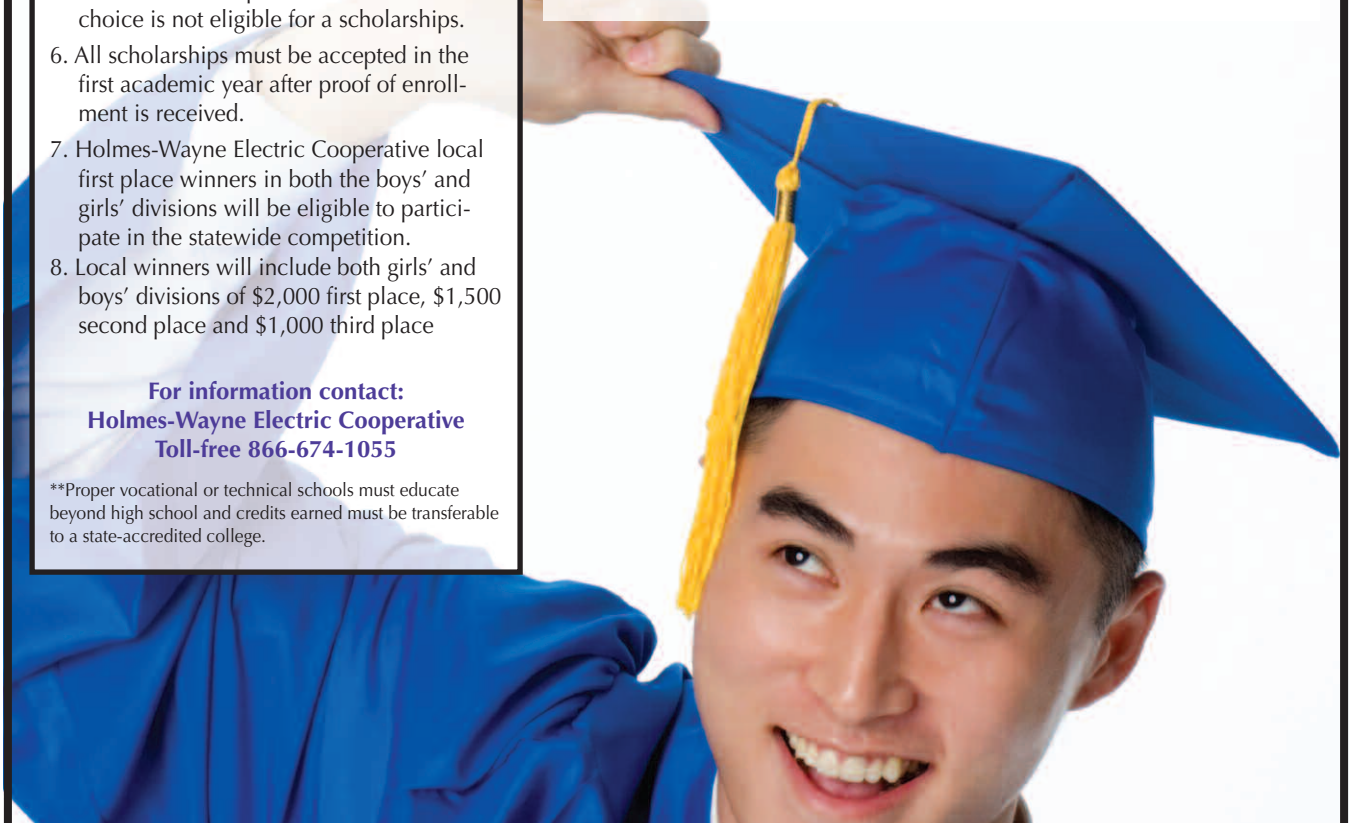 choice is not eligible for a scholarships.
6. All scholarships must be accepted in the
first academic year after proof of enroll-
ment is received.
7. Holmes-Wayne Electric Cooperative local
first place winners in both the boys' and
girls' divisions will be eligible to partici-
pate in the statewide competition.
8. Local winners will include both girls' and
boys' divisions of $2,000 first place, $1,500
second place and $1,000 third place
For information contact:
Holmes-Wayne Electric Cooperative
Toll-free 866-674-1055
**Proper vocational or technical schools must educate
beyond high school and credits earned must be transferable
to a state-accredited college.